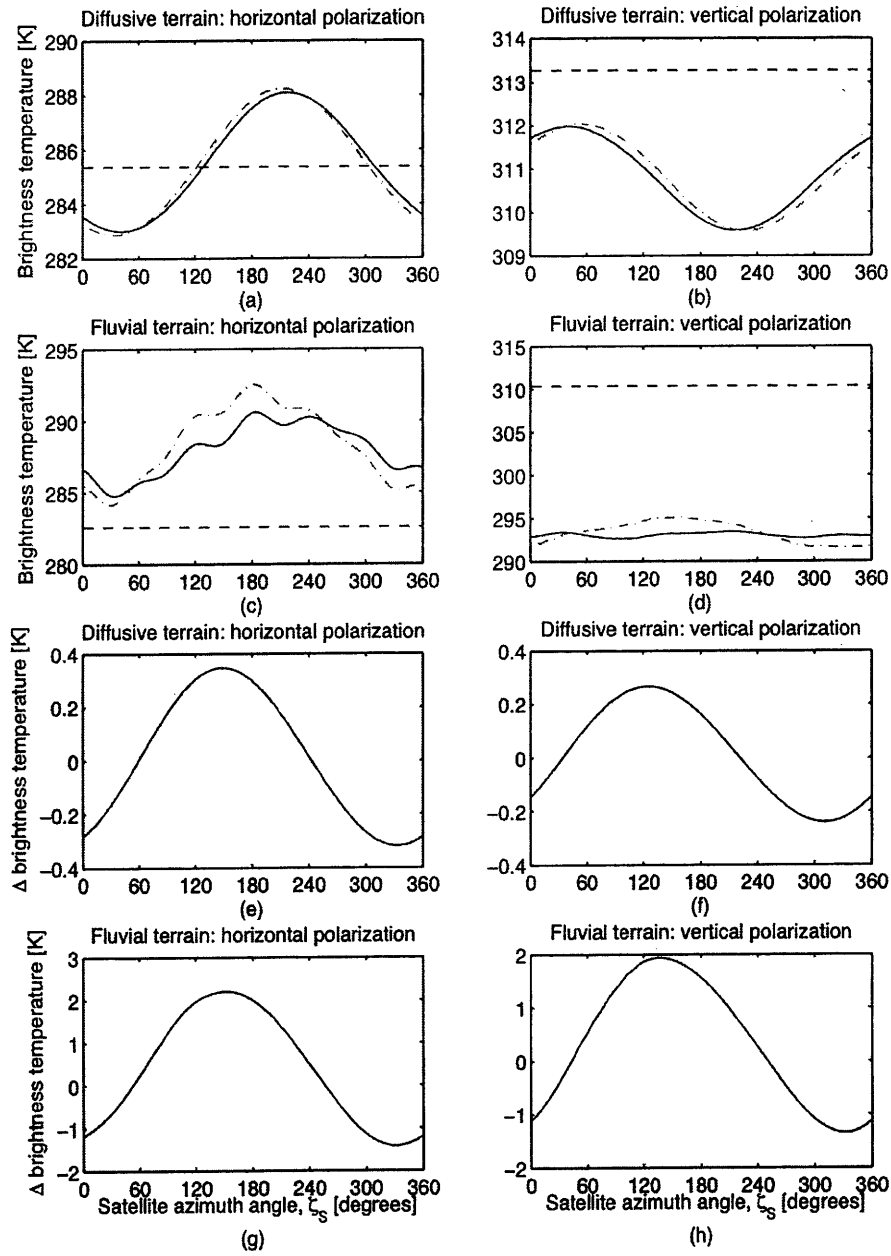 Diffusive terrain: horizontal polarization
Brightness temperature [K]
290
288
286
284
282
0 60 120 180 240 300 360
(a)
Diffusive terrain: vertical polarization
314
313
312
311
310
309
0 60 120 180 240 300 360
(b)
Fluvial terrain: horizontal polarization
Brightness temperature [K]
295
290
285
280
0 60 120 180 240 300 360
(c)
Fluvial terrain: vertical polarization
315
310
305
300
295
290
0 60 120 180 240 300 360
(d)
Diffusive terrain: horizontal polarization
Δ brightness temperature [K]
0.4
0.2
0
−0.2
−0.4
0 60 120 180 240 300 360
(e)
Diffusive terrain: vertical polarization
0.4
0.2
0
−0.2
−0.4
0 60 120 180 240 300 360
(f)
Fluvial terrain: horizontal polarization
Δ brightness temperature [K]
3
2
1
0
−1
−2
0 60 120 180 240 300 360
Satellite azimuth angle, ζS [degrees]
(g)
Fluvial terrain: vertical polarization
2
1
0
−1
−2
0 60 120 180 240 300 360
Satellite azimuth angle, ζS [degrees]
(h)